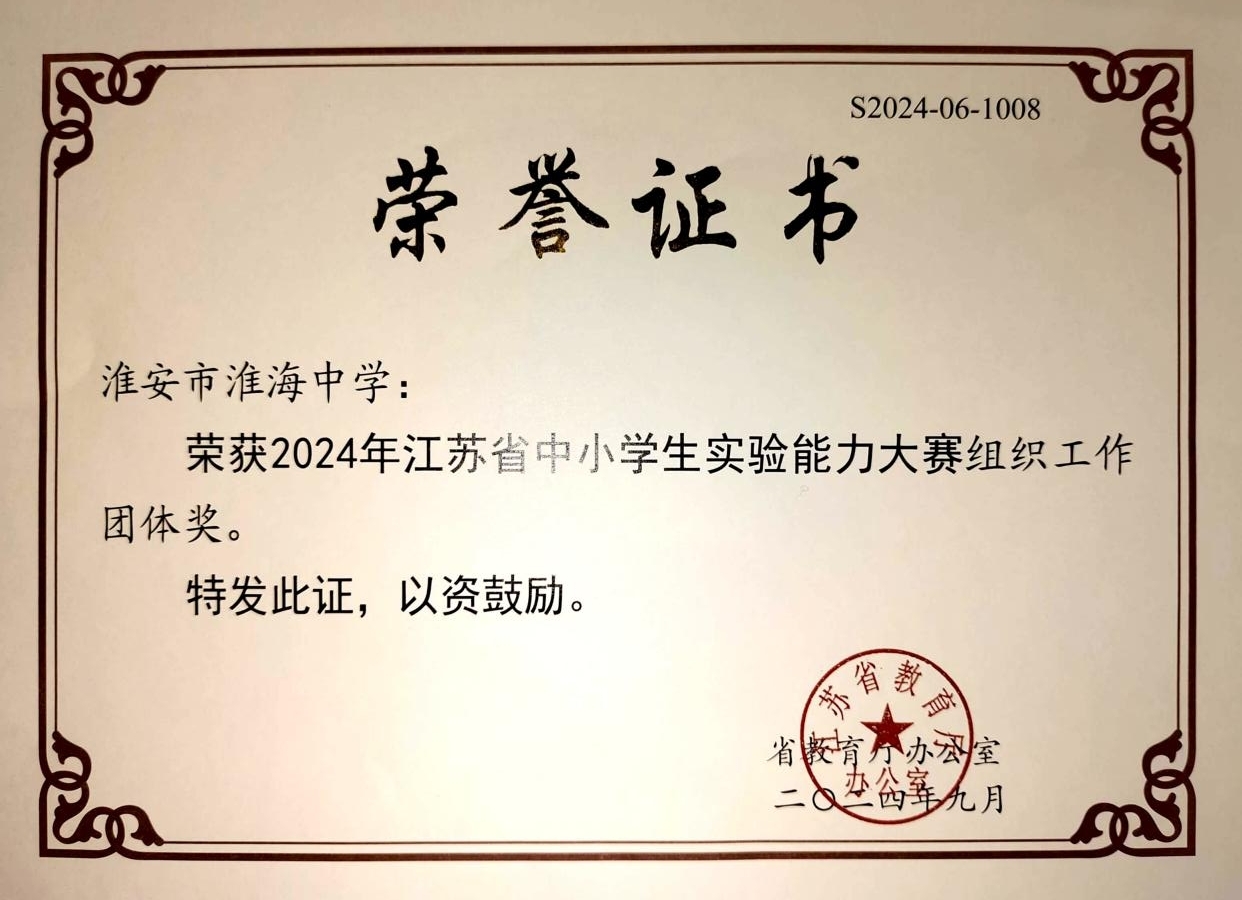 S2024-06-1008
荣誉证书
淮安市淮海中学：
荣获2024年江苏省中小学生实验能力大赛组织工作
团体奖。
特发此证，以资鼓励。
江苏省教育厅
办公室
省教育厅办公室
二〇二四年九月